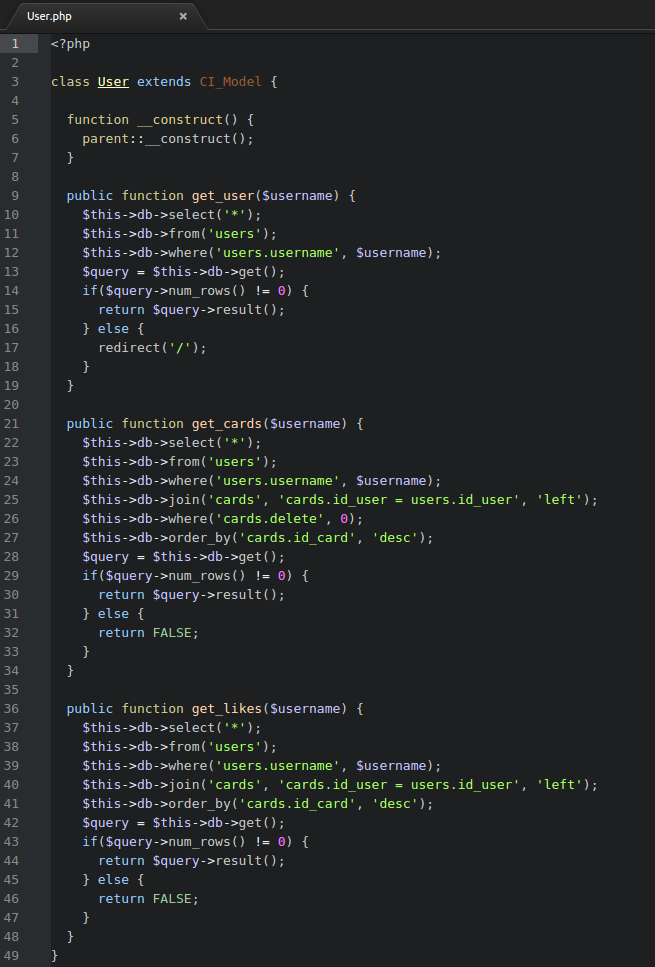 User.php ×
1 <?php
2
3 class User extends CI_Model {
4
5   function __construct() {
6     parent::__construct();
7   }
8
9   public function get_user($username) {
10     $this->db->select('*');
11     $this->db->from('users');
12     $this->db->where('users.username', $username);
13     $query = $this->db->get();
14     if($query->num_rows() != 0) {
15       return $query->result();
16     } else {
17       redirect('/');
18     }
19   }
20
21   public function get_cards($username) {
22     $this->db->select('*');
23     $this->db->from('users');
24     $this->db->where('users.username', $username);
25     $this->db->join('cards', 'cards.id_user = users.id_user', 'left');
26     $this->db->where('cards.delete', 0);
27     $this->db->order_by('cards.id_card', 'desc');
28     $query = $this->db->get();
29     if($query->num_rows() != 0) {
30       return $query->result();
31     } else {
32       return FALSE;
33     }
34   }
35
36   public function get_likes($username) {
37     $this->db->select('*');
38     $this->db->from('users');
39     $this->db->where('users.username', $username);
40     $this->db->join('cards', 'cards.id_user = users.id_user', 'left');
41     $this->db->order_by('cards.id_card', 'desc');
42     $query = $this->db->get();
43     if($query->num_rows() != 0) {
44       return $query->result();
45     } else {
46       return FALSE;
47     }
48   }
49 }